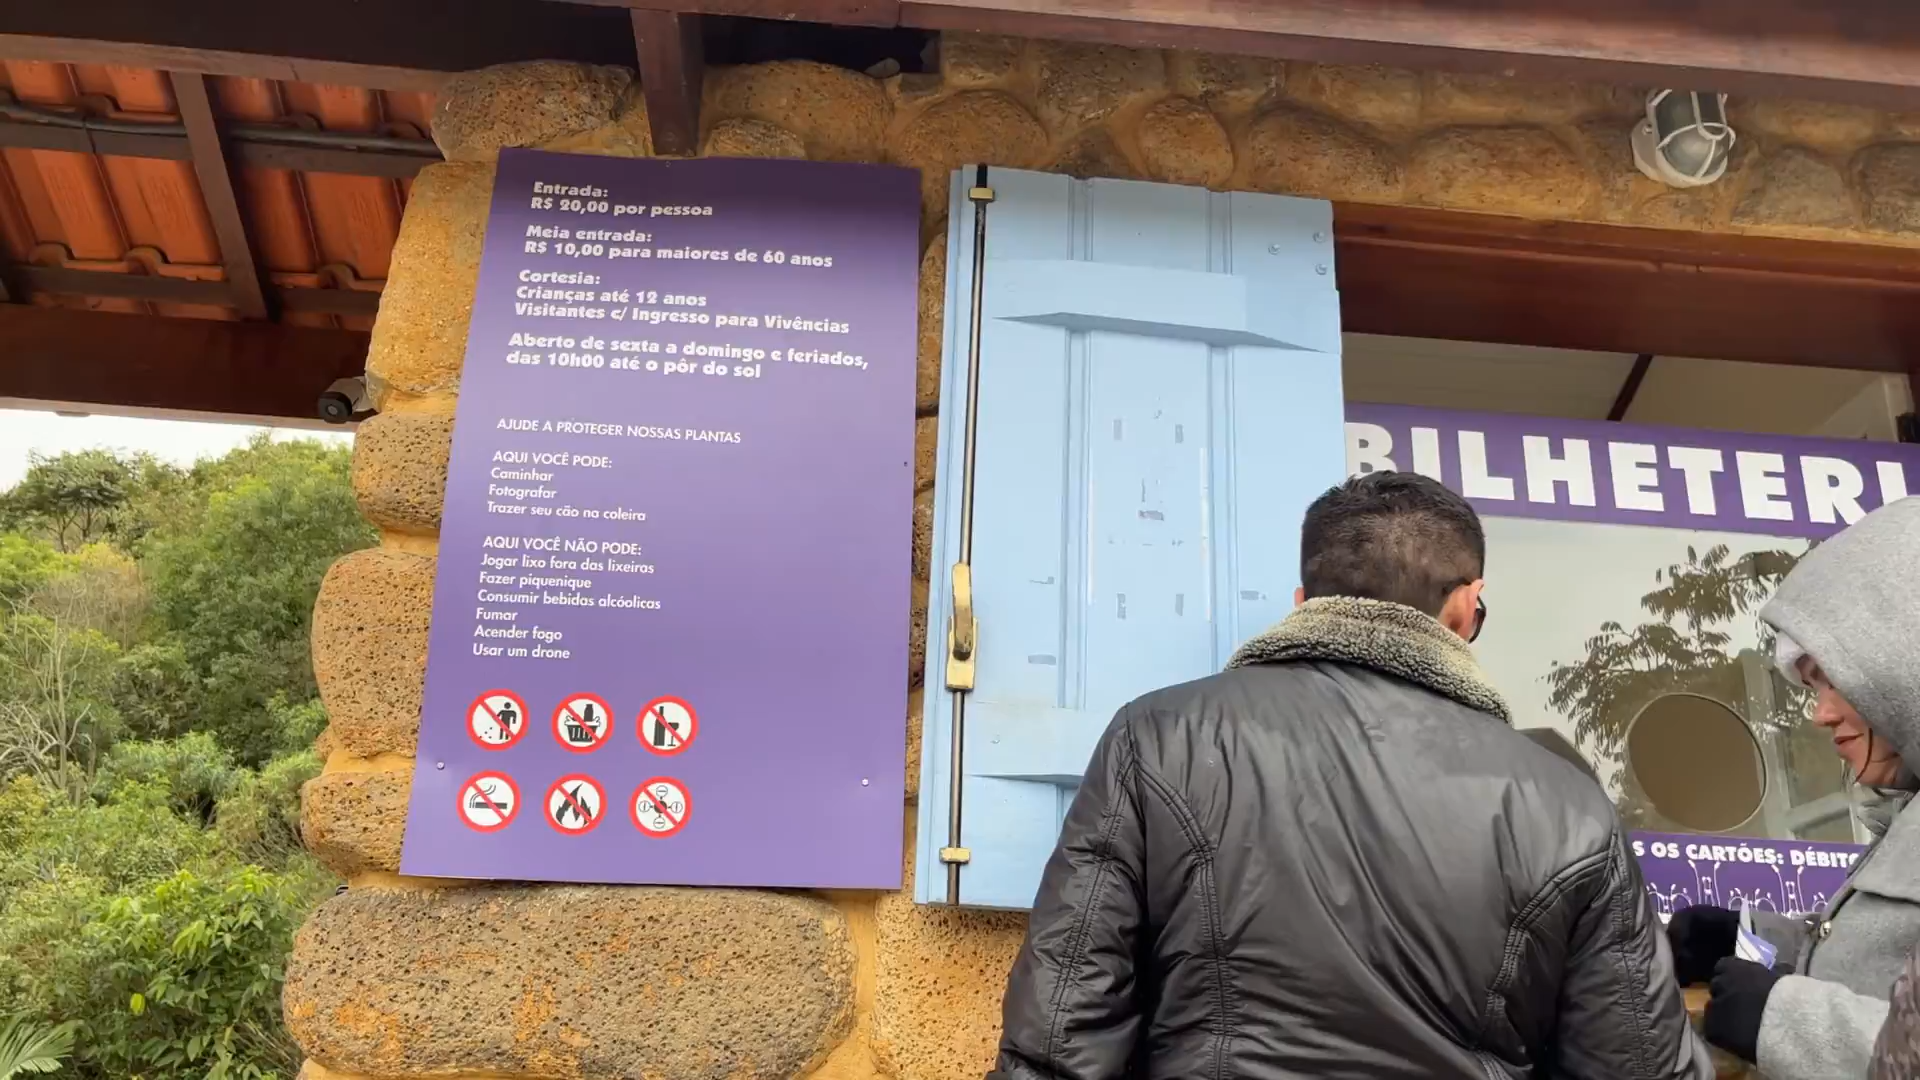 Entrada:
R$ 20,00 por pessoa
Meia entrada:
R$ 10,00 para maiores de 60 anos
Cortesia:
Crianças até 12 anos
Visitantes c/ Ingresso para Vivências
Aberto de sexta a domingo e feriados,
das 10h00 até o pôr do sol
AJUDE A PROTEGER NOSSAS PLANTAS
AQUI VOCÊ PODE:
Caminhar
Fotografar
Trazer seu cão na coleira
AQUI VOCÊ NÃO PODE:
Jogar lixo fora das lixeiras
Fazer piquenique
Consumir bebidas alcóolicas
Fumar
Acender fogo
Usar um drone
BILHETERI
S OS CARTÕES: DÉBITO